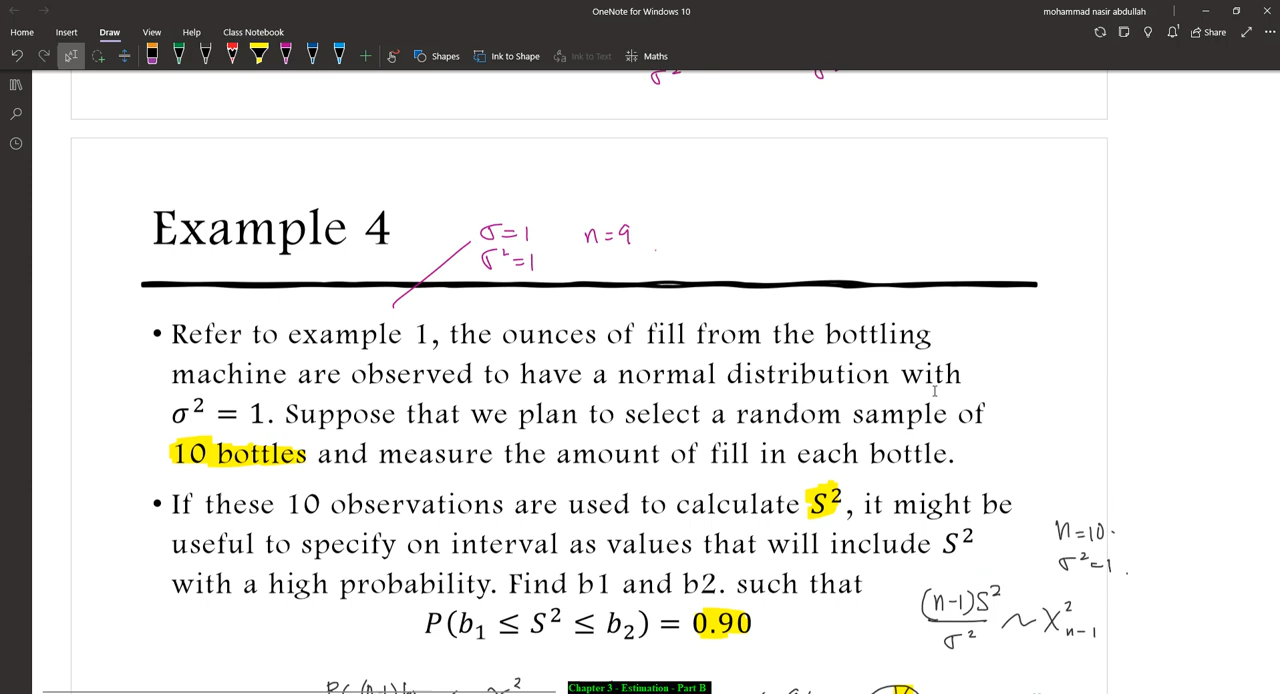 OneNote for Windows 10
mohammad nasir abdullah
Home Insert Draw View Help Class Notebook
Share
Shapes Ink to Shape Ink to Text Maths
σ² σ²
Example 4
σ=1 n=9
σ²=1
• Refer to example 1, the ounces of fill from the bottling
machine are observed to have a normal distribution with
σ² = 1. Suppose that we plan to select a random sample of
10 bottles and measure the amount of fill in each bottle.
• If these 10 observations are used to calculate S², it might be
useful to specify on interval as values that will include S²
with a high probability. Find b1 and b2. such that
P(b₁ ≤ S² ≤ b₂) = 0.90
n=10.
σ²=1.
(n-1)S²/σ² ~ X²ₙ₋₁
Chapter 3 - Estimation - Part B